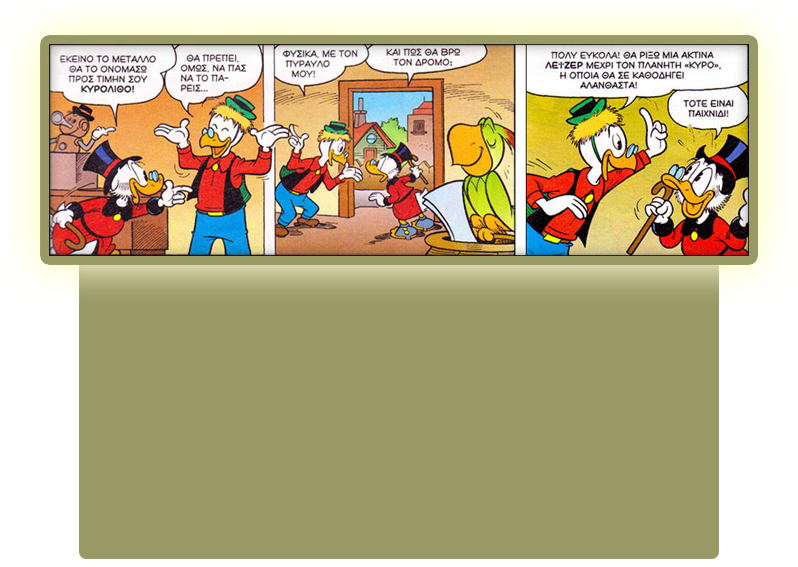 ΕΚΕΙΝΟ ΤΟ ΜΕΤΑΛΛΟ
ΘΑ ΤΟ ΟΝΟΜΑΣΩ
ΠΡΟΣ ΤΙΜΗΝ ΣΟΥ
ΚΥΡΟΛΙΘΟ!
ΘΑ ΠΡΕΠΕΙ,
ΟΜΩΣ, ΝΑ ΠΑΣ
ΝΑ ΤΟ ΠΑ-
ΡΕΙΣ...
ΦΥΣΙΚΑ, ΜΕ ΤΟΝ
ΠΥΡΑΥΛΟ
ΜΟΥ!
ΚΑΙ ΠΩΣ ΘΑ ΒΡΩ
ΤΟΝ ΔΡΟΜΟ;
ΠΟΛΥ ΕΥΚΟΛΑ! ΘΑ ΡΙΞΩ ΜΙΑ ΑΚΤΙΝΑ
ΛΕΪΖΕΡ ΜΕΧΡΙ ΤΟΝ ΠΛΑΝΗΤΗ «ΚΥΡΟ»,
Η ΟΠΟΙΑ ΘΑ ΣΕ ΚΑΘΟΔΗΓΕΙ
ΑΛΑΝΘΑΣΤΑ!
ΤΟΤΕ ΕΙΝΑΙ
ΠΑΙΧΝΙΔΙ!